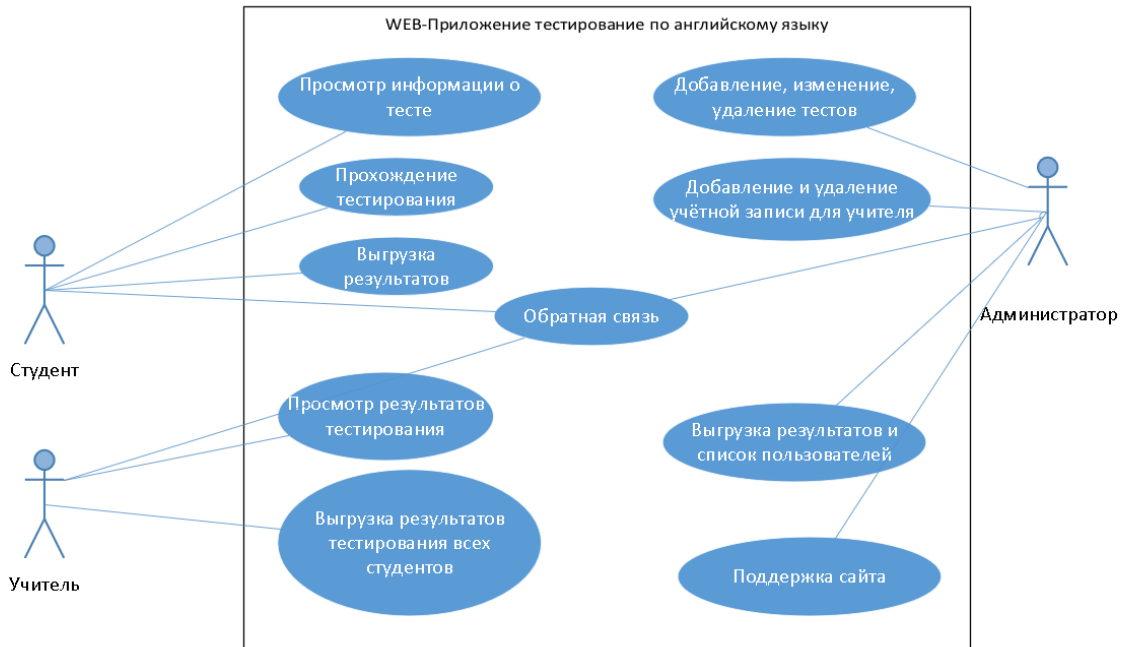 WEB-Приложение тестирование по английскому языку
Просмотр информации о
тесте
Добавление, изменение,
удаление тестов
Прохождение
тестирования
Добавление и удаление
учётной записи для учителя
Выгрузка
результатов
Обратная связь
Администратор
Студент
Просмотр результатов
тестирования
Выгрузка результатов и
список пользователей
Выгрузка результатов
тестирования всех
студентов
Поддержка сайта
Учитель